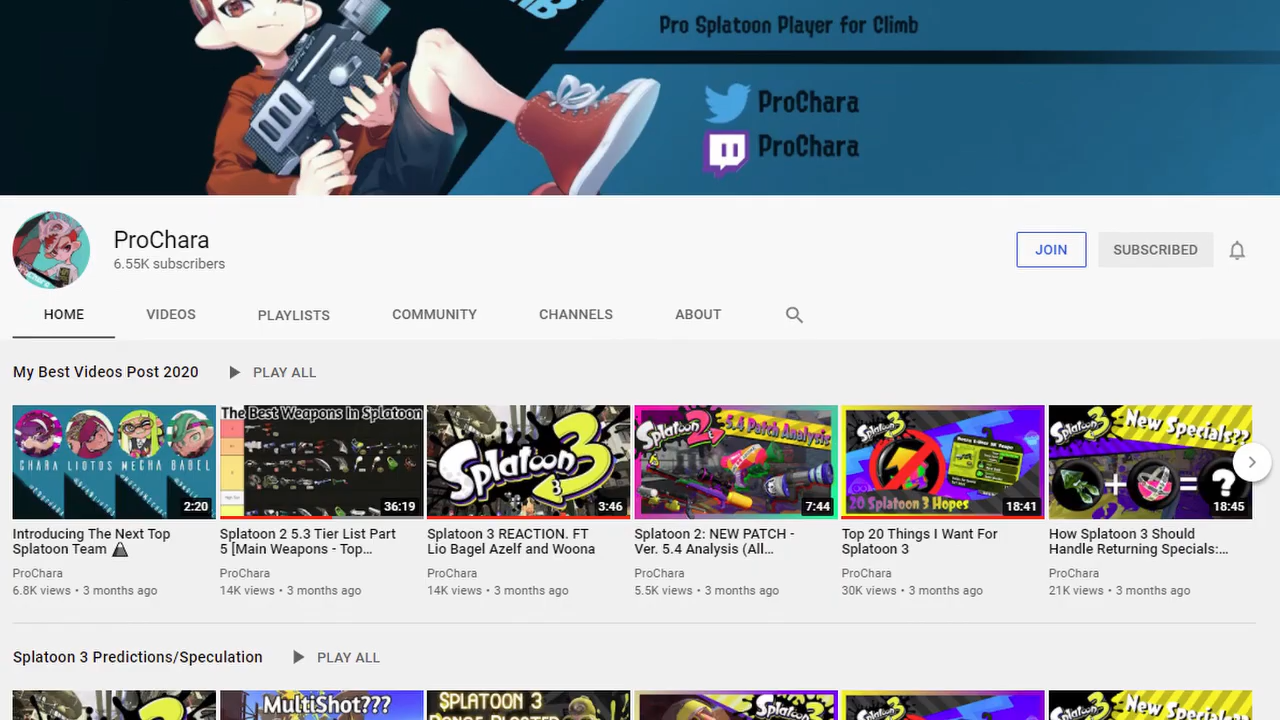 Pro Splatoon Player for Climb
ProChara
ProChara
ProChara
6.55K subscribers
JOIN
SUBSCRIBED
HOME
VIDEOS
PLAYLISTS
COMMUNITY
CHANNELS
ABOUT
My Best Videos Post 2020
PLAY ALL
CHARA LIOTOS MECHA BABEL
2:20
The Best Weapons In Splatoon
36:19
Splatoon 3
3:46
Splatoon 2
5.4 Patch Analysis
7:44
Splatoon 3
20 Splatoon 3 Hopes
18:41
Splatoon 3
New Specials??
+ = ?
18:45
Introducing The Next Top
Splatoon Team
ProChara
6.8K views • 3 months ago
Splatoon 2 5.3 Tier List Part
5 [Main Weapons - Top...
ProChara
14K views • 3 months ago
Splatoon 3 REACTION. FT
Lio Bagel Azelf and Woona
ProChara
14K views • 3 months ago
Splatoon 2: NEW PATCH -
Ver. 5.4 Analysis (All...
ProChara
5.5K views • 3 months ago
Top 20 Things I Want For
Splatoon 3
ProChara
30K views • 3 months ago
How Splatoon 3 Should
Handle Returning Specials:...
ProChara
21K views • 3 months ago
Splatoon 3 Predictions/Speculation
PLAY ALL
MultiShot???
SPLATOON 3